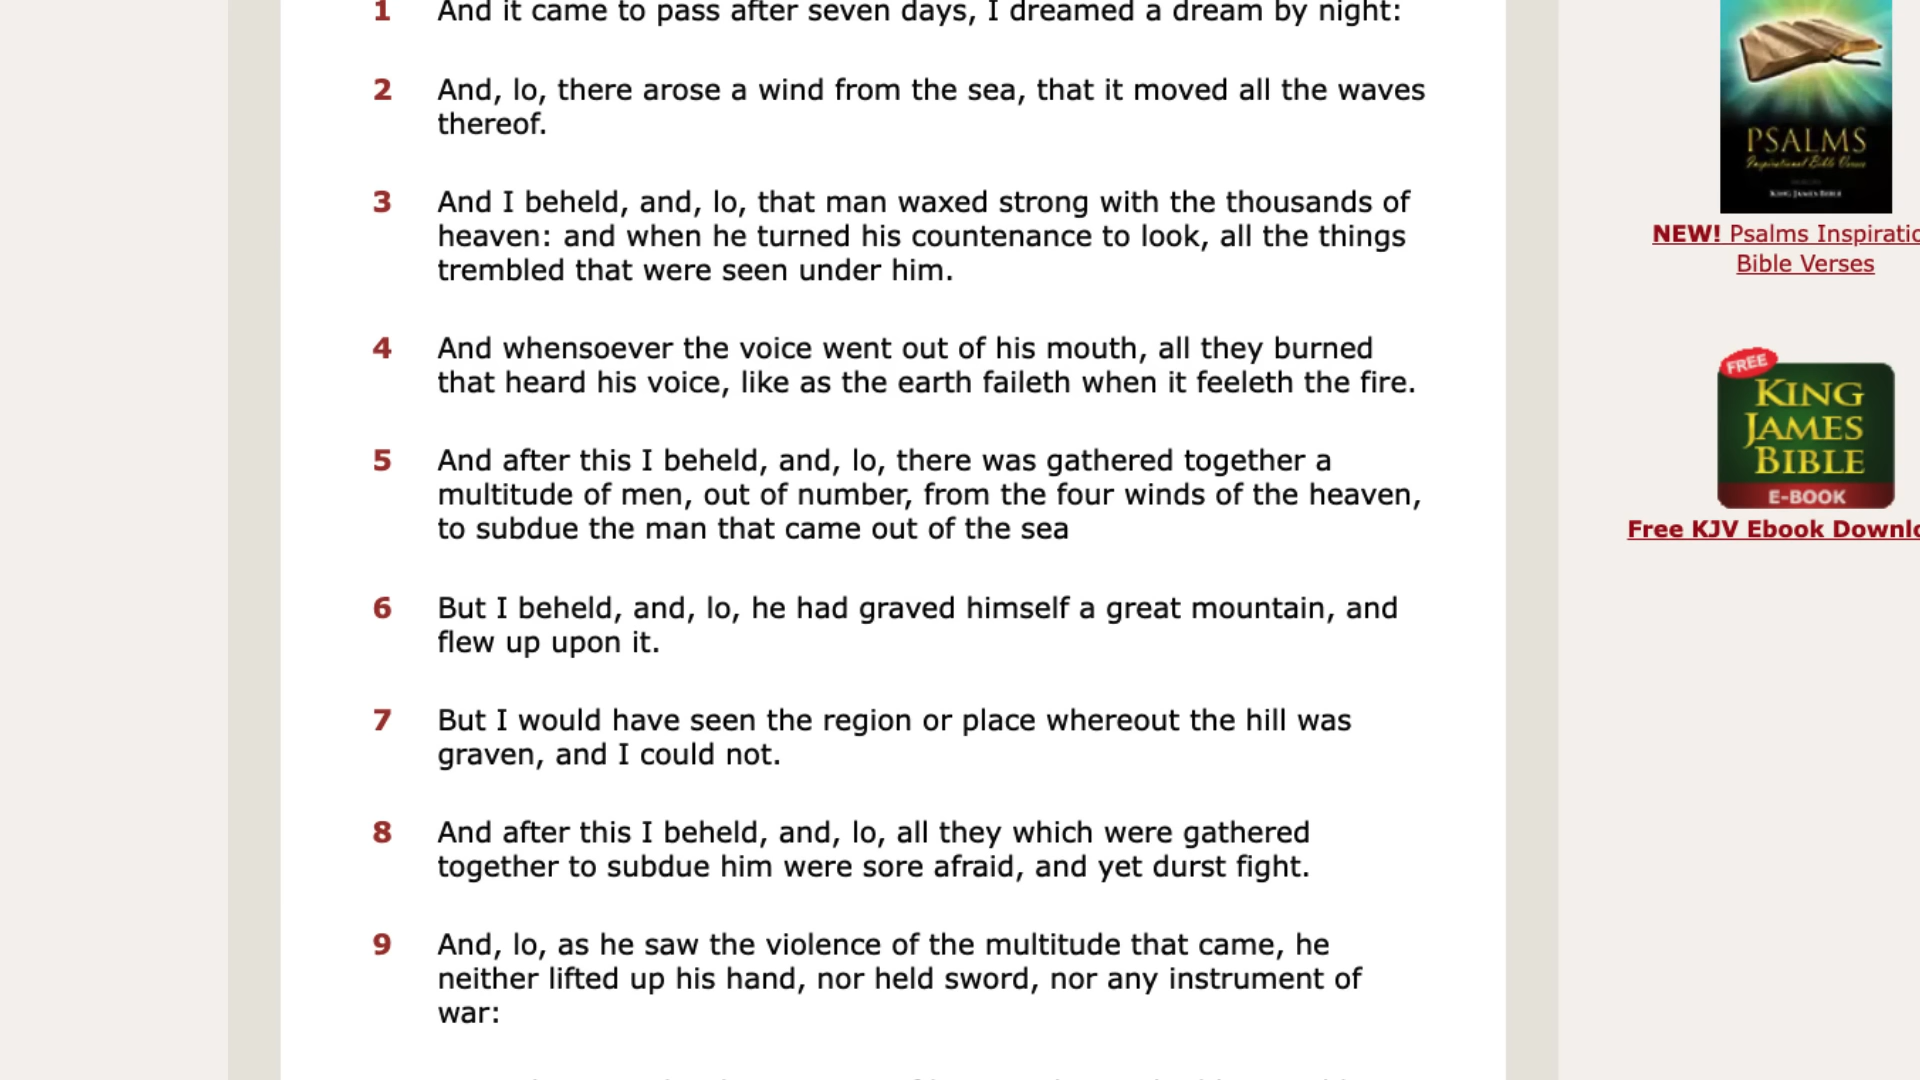 1 And it came to pass after seven days, I dreamed a dream by night:
2 And, lo, there arose a wind from the sea, that it moved all the waves
thereof.
3 And I beheld, and, lo, that man waxed strong with the thousands of
heaven: and when he turned his countenance to look, all the things
trembled that were seen under him.
4 And whensoever the voice went out of his mouth, all they burned
that heard his voice, like as the earth faileth when it feeleth the fire.
5 And after this I beheld, and, lo, there was gathered together a
multitude of men, out of number, from the four winds of the heaven,
to subdue the man that came out of the sea
6 But I beheld, and, lo, he had graved himself a great mountain, and
flew up upon it.
7 But I would have seen the region or place whereout the hill was
graven, and I could not.
8 And after this I beheld, and, lo, all they which were gathered
together to subdue him were sore afraid, and yet durst fight.
9 And, lo, as he saw the violence of the multitude that came, he
neither lifted up his hand, nor held sword, nor any instrument of
war:
PSALMS
Inspirational Bible Verses
KING JAMES BIBLE
NEW! Psalms Inspiratio
Bible Verses
FREE
KING
JAMES
BIBLE
E-BOOK
Free KJV Ebook Downlo